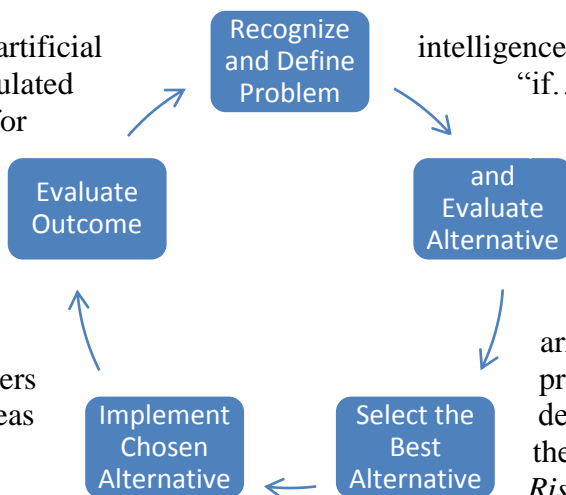 artificial
ulated
for
Recognize
and Define
Problem
intelligence
“if..
and
Evaluate
Alternative
Select the
Best
Alternative
Implement
Chosen
Alternative
Evaluate
Outcome
ers
eas
pr
de
the
Ris